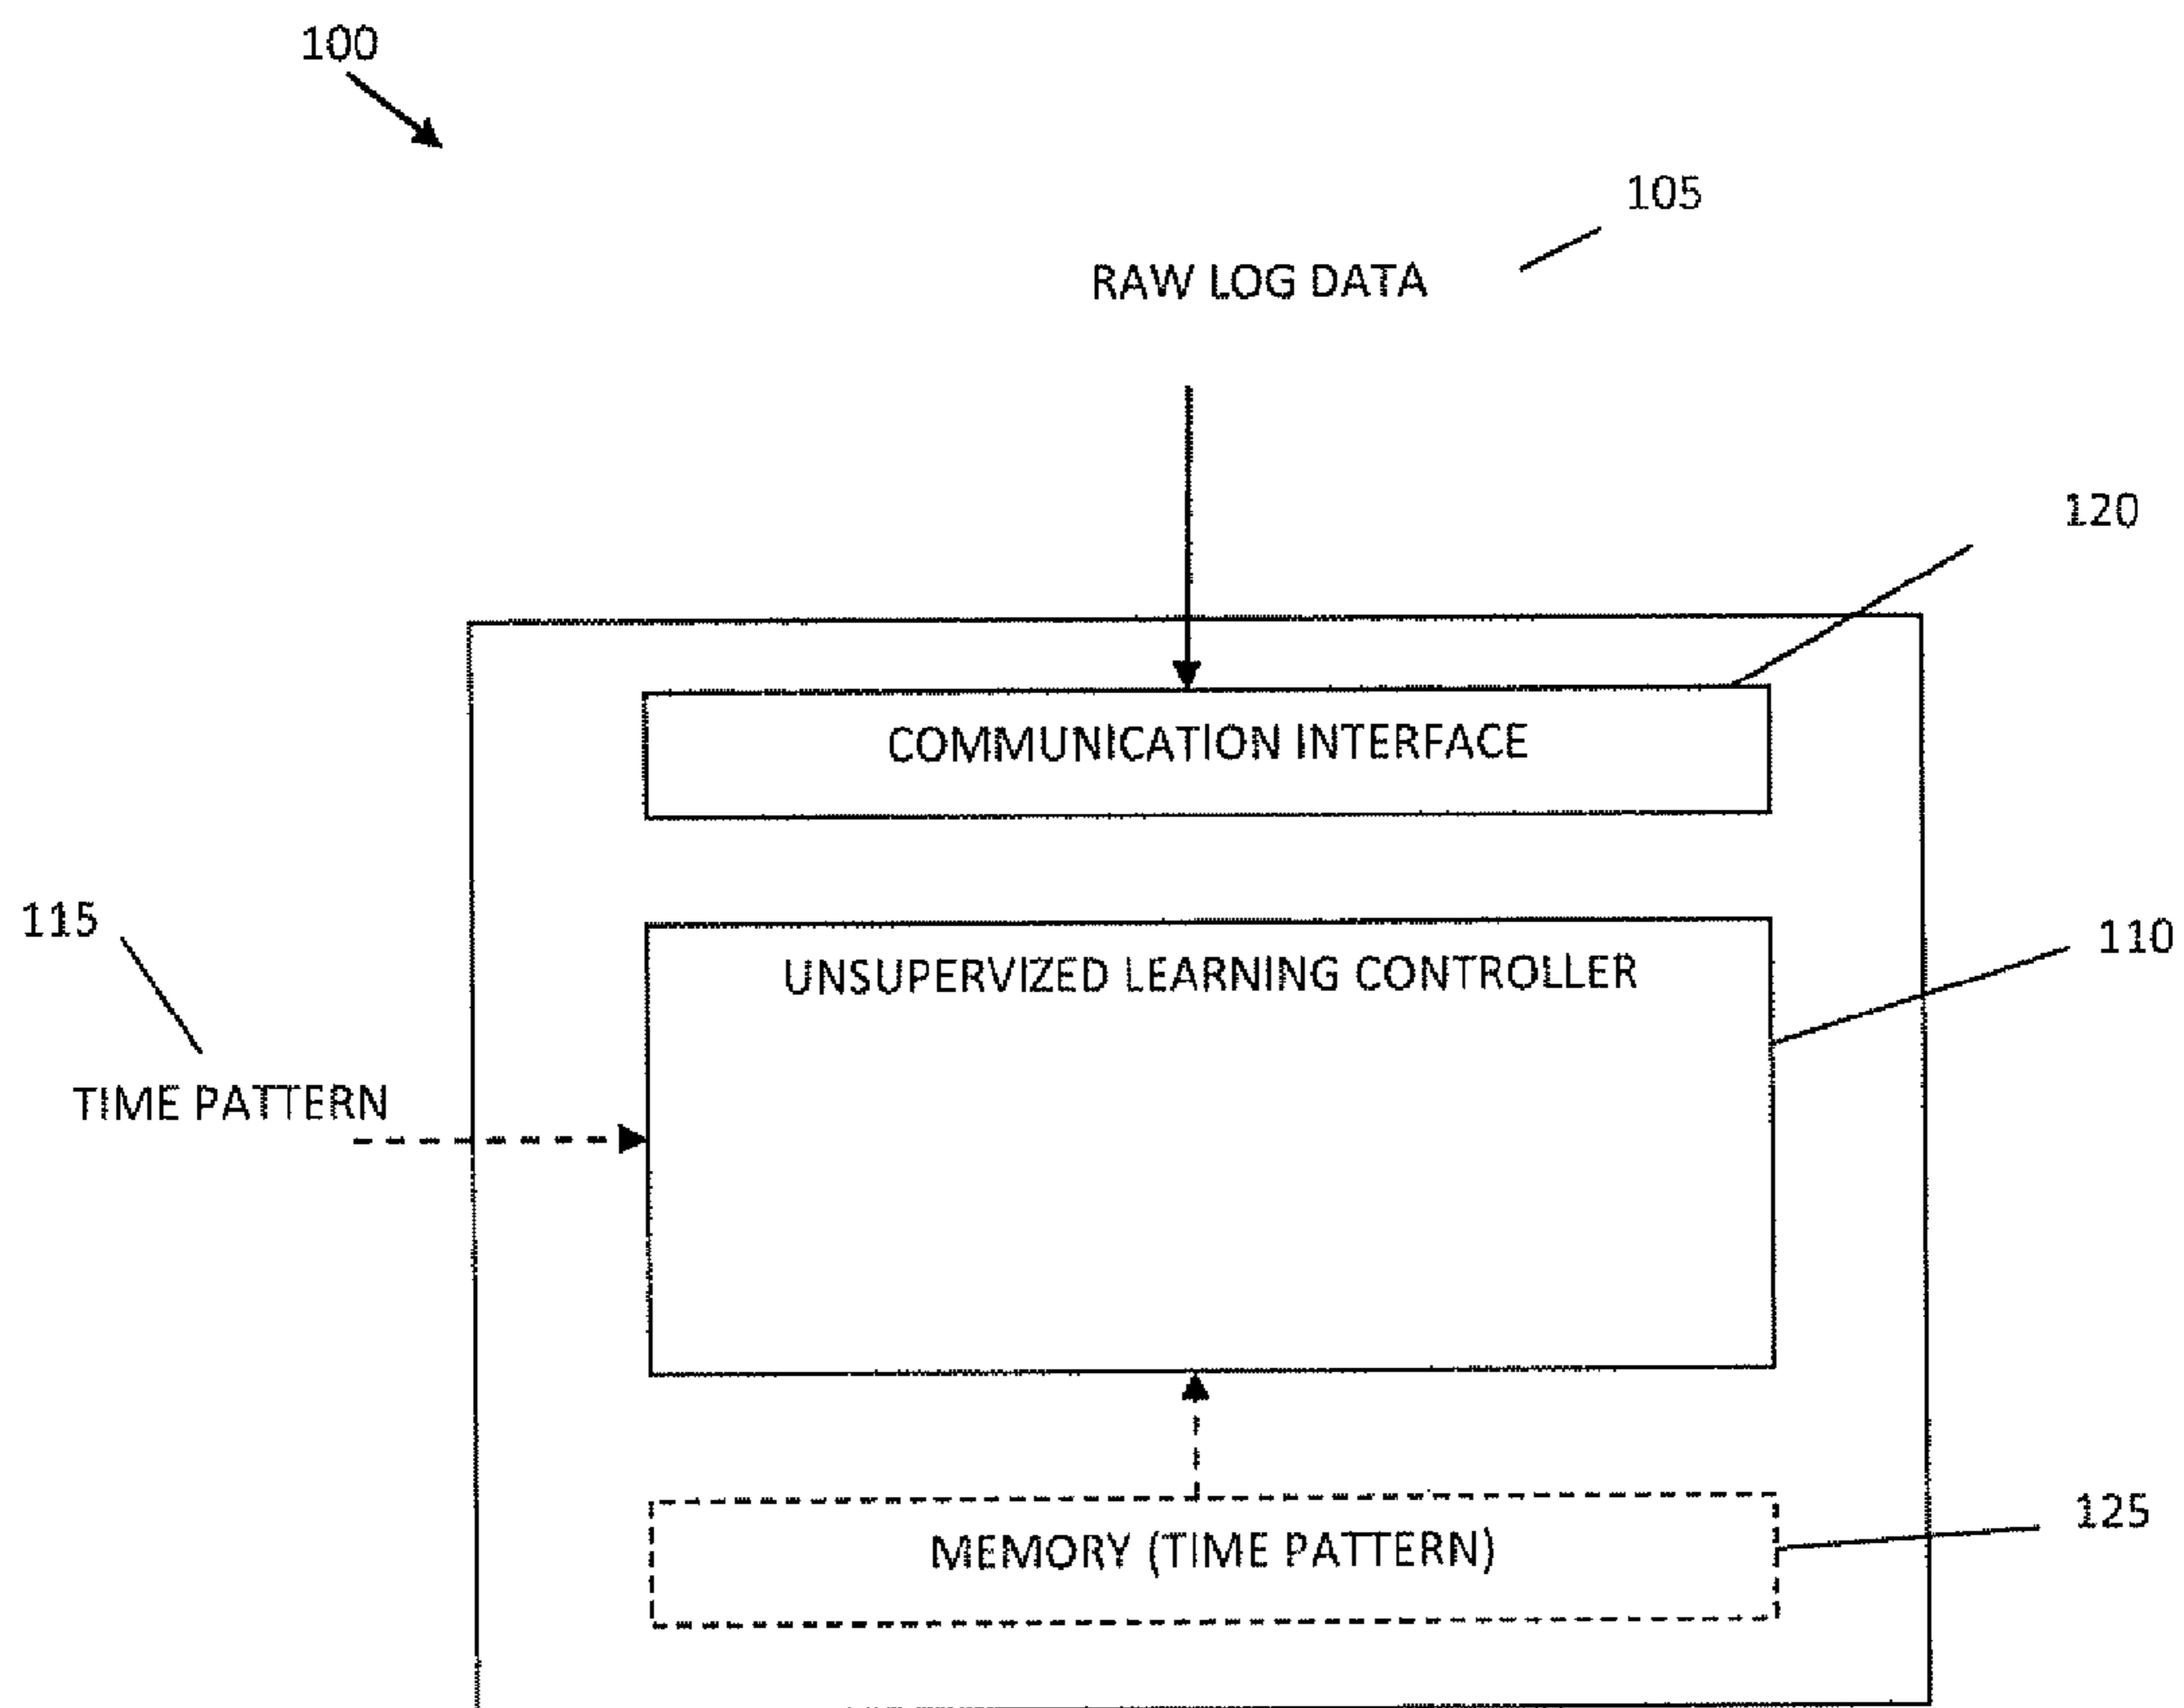 100
105
RAW LOG DATA
120
COMMUNICATION INTERFACE
115
110
UNSUPERVIZED LEARNING CONTROLLER
TIME PATTERN
125
MEMORY (TIME PATTERN)